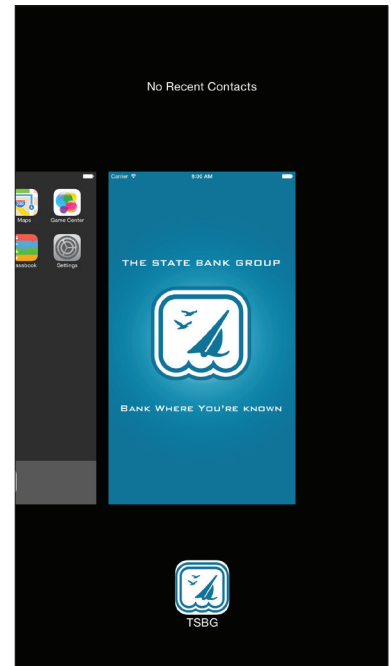 No Recent Contacts
Carrier 8:00 AM
Maps Game Center
assbook Settings
THE STATE BANK GROUP
BANK WHERE YOU'RE KNOWN
TSBG